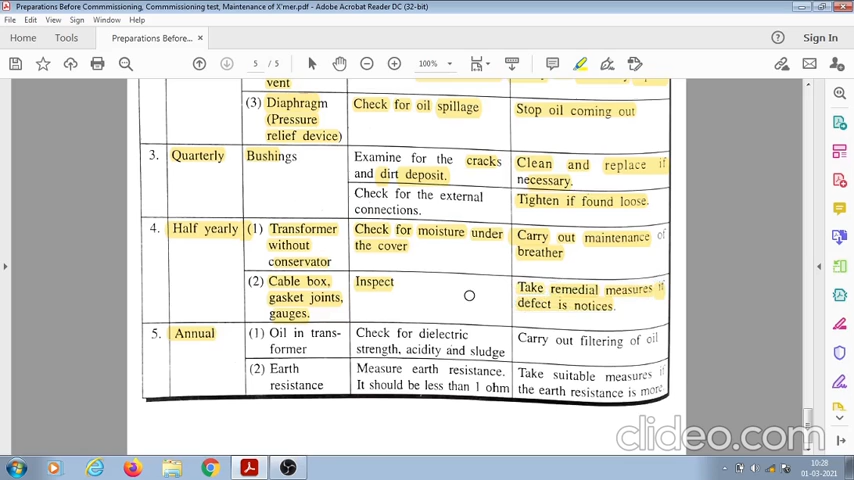 Preparations Before Commmissioning, Commmissioning test, Maintenance of X'mer.pdf - Adobe Acrobat Reader DC (32-bit)
File Edit View Sign Window Help
Home Tools Preparations Before... × Sign In
5 / 5 100%
vent
(3) Diaphragm Check for oil spillage Stop oil coming out
(Pressure
relief device)
3. Quarterly Bushings Examine for the cracks Clean and replace if
and dirt deposit. necessary.
Check for the external Tighten if found loose.
connections.
4. Half yearly (1) Transformer Check for moisture under Carry out maintenance of
without the cover breather
conservator
(2) Cable box, Inspect Take remedial measures if
gasket joints, defect is notices.
gauges.
5. Annual (1) Oil in trans- Check for dielectric Carry out filtering of oil
former strength, acidity and sludge
(2) Earth Measure earth resistance. Take suitable measures if
resistance It should be less than 1 ohm the earth resistance is more
clideo.com
10:28
01-03-2021